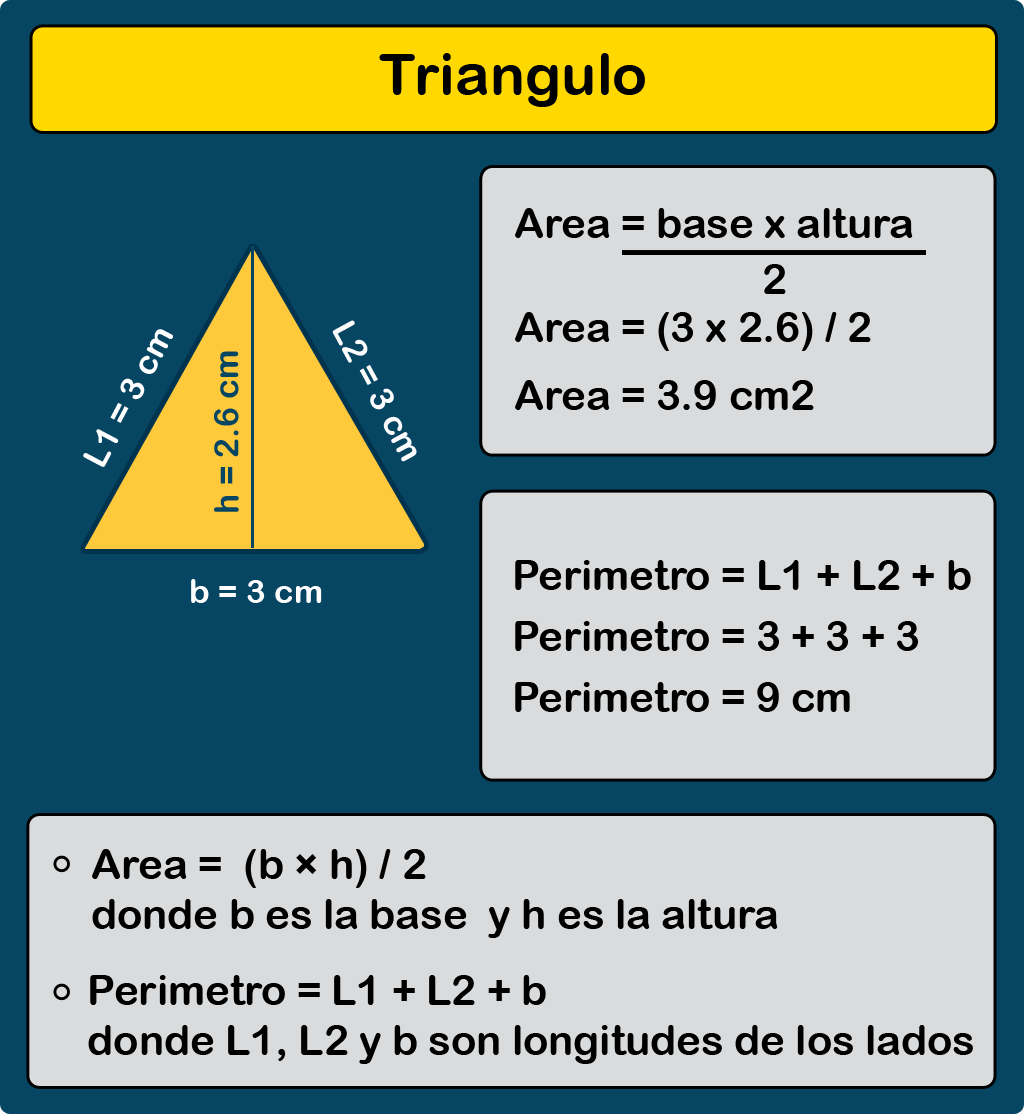 Triangulo
Area = base x altura
2
Area = (3 x 2.6) / 2
Area = 3.9 cm2
L1 = 3 cm
h = 2.6 cm
L2 = 3 cm
b = 3 cm
Perimetro = L1 + L2 + b
Perimetro = 3 + 3 + 3
Perimetro = 9 cm
Area = (b × h) / 2
donde b es la base y h es la altura
Perimetro = L1 + L2 + b
donde L1, L2 y b son longitudes de los lados